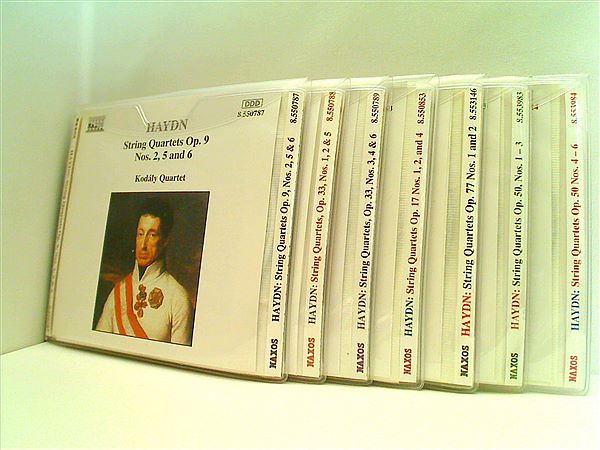 NAXOS
DDD
8.550787
HAYDN
String Quartets Op. 9
Nos. 2, 5 and 6
Kodály Quartet
NAXOS HAYDN: String Quartets Op. 9, Nos. 2, 5 & 6 8.550787
NAXOS HAYDN: String Quartets, Op. 33, Nos. 1, 2 & 5 8.550788
NAXOS HAYDN: String Quartets, Op. 33, Nos. 3, 4 & 6 8.550789
NAXOS HAYDN: String Quartets Op. 17 Nos. 1, 2, and 4 8.550853
NAXOS HAYDN: String Quartets Op. 77 Nos. 1 and 2 8.553146
NAXOS HAYDN: String Quartets Op. 50, Nos. 1 – 3 8.553983
NAXOS HAYDN: String Quartets Op. 50 Nos. 4 – 6 8.553984